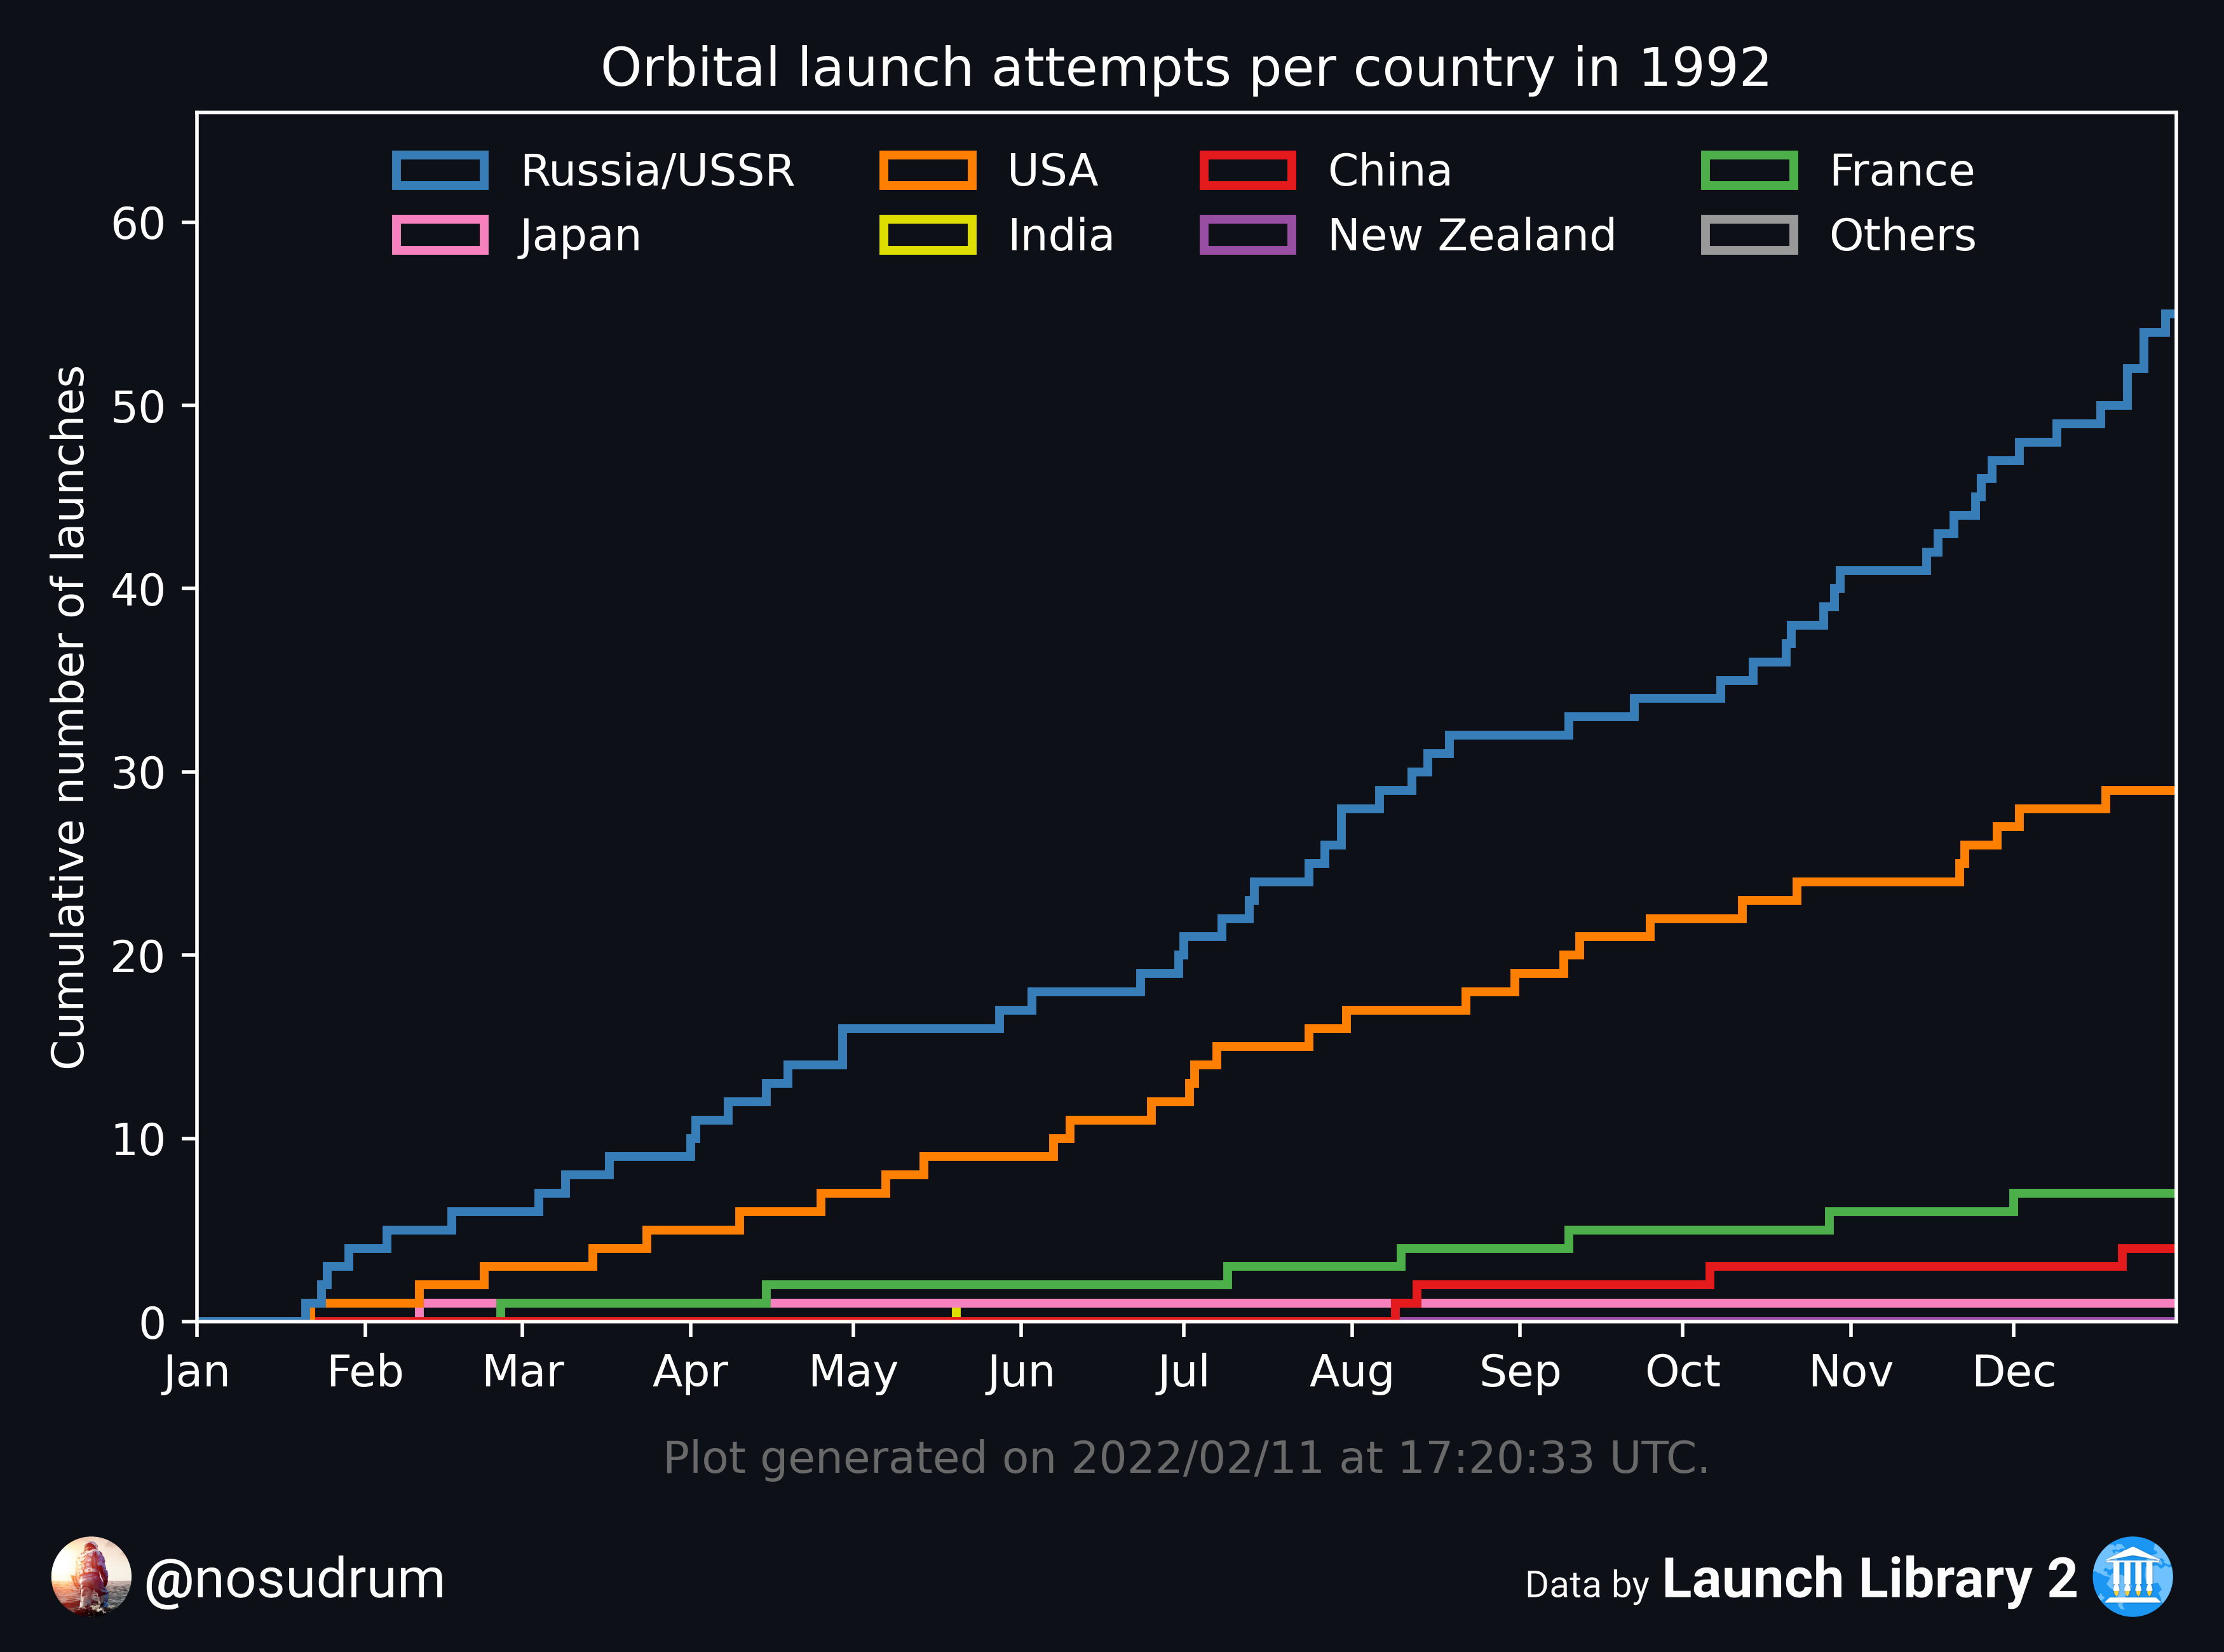 Orbital launch attempts per country in 1992
Russia/USSR USA China France
Japan India New Zealand Others
Cumulative number of launches
60
50
40
30
20
10
0
Jan Feb Mar Apr May Jun Jul Aug Sep Oct Nov Dec
Plot generated on 2022/02/11 at 17:20:33 UTC.
@nosudrum
Data by Launch Library 2